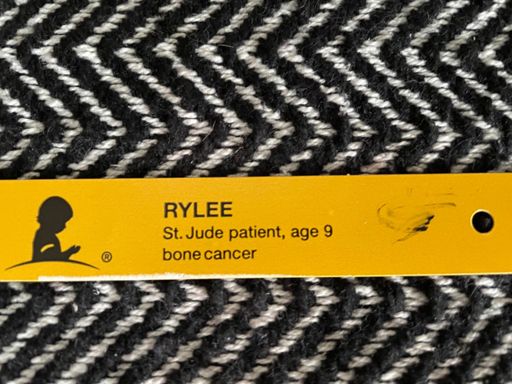 RYLEE
St. Jude patient, age 9
bone cancer
®